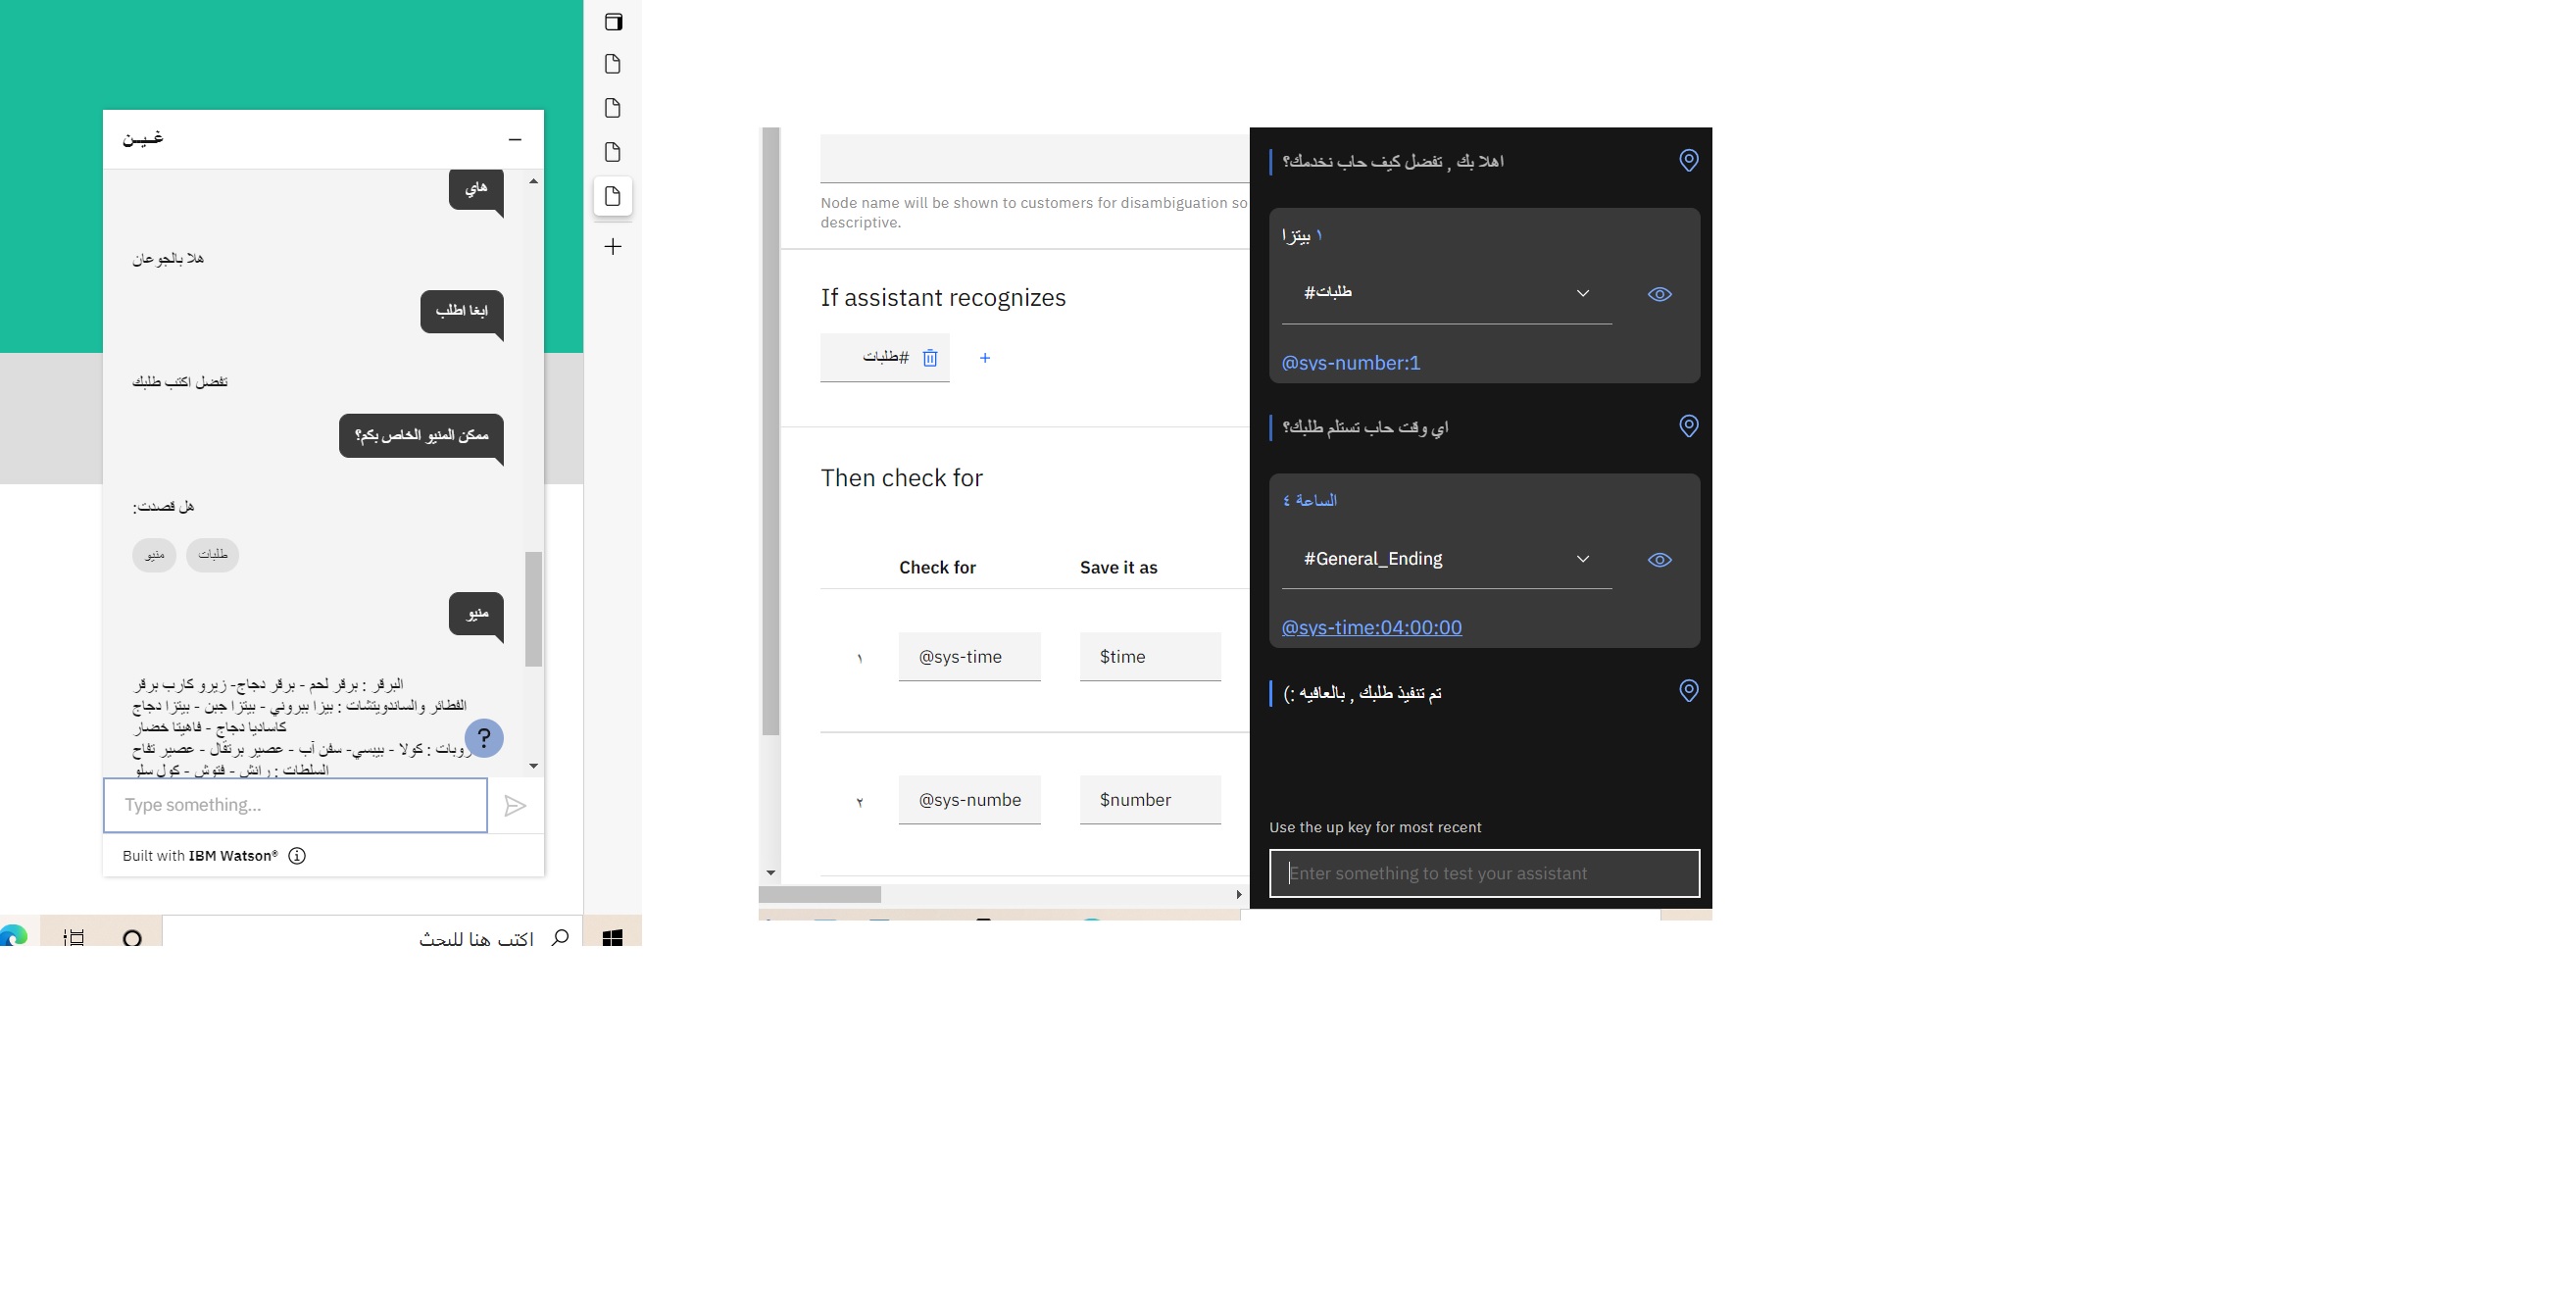 غـيـن
هاي
هلا بالجوعان
ابغا اطلب
تفضل اكتب طلبك
ممكن المنيو الخاص بكم؟
هل قصدت:
منيو
طلبات
منيو
البرقر : برقر لحم - برقر دجاج- زيرو كارب برقر
الفطائر والساندويتشات : بيزا ببروني - بيتزا جبن - بيتزا دجاج
كاساديا دجاج - فاهيتا خضار
روبات : كولا - بيبسي- سفن آب - عصير برتقال - عصير تفاح
السلطات : رانش - فتوش - كول سلو
?
Type something...
Built with IBM Watson®
اكتب هنا للبحث
Node name will be shown to customers for disambiguation so
descriptive.
If assistant recognizes
#طلبات
Then check for
Check for
Save it as
١
@sys-time
$time
٢
@sys-numbe
$number
اهلا بك , تفضل كيف حاب نخدمك؟
١ بيتزا
#طلبات
@sys-number:1
اي وقت حاب تستلم طلبك؟
الساعة ٤
#General_Ending
@sys-time:04:00:00
تم تنفيذ طلبك , بالعافيه :)
Use the up key for most recent
Enter something to test your assistant